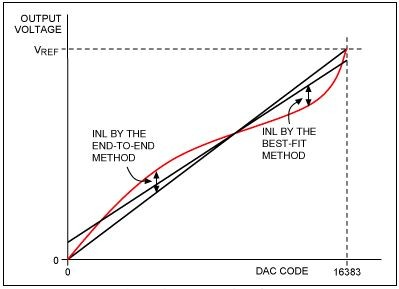 OUTPUT
VOLTAGE
VREF
INL BY THE
END-TO-END
METHOD
INL BY THE
BEST-FIT
METHOD
0
0
DAC CODE
16383